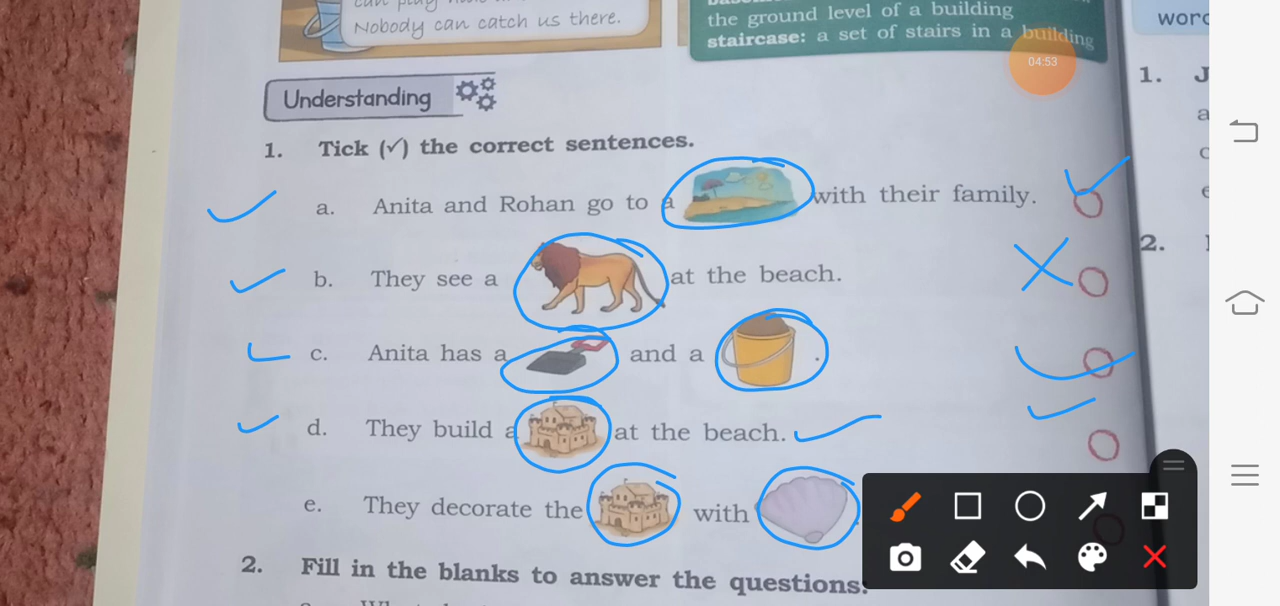 can play
Nobody can catch us there.
the ground level of a building
staircase: a set of stairs in a building
word
04:53
Understanding
1. J
1. Tick (✓) the correct sentences.
a. Anita and Rohan go to a with their family.
2.
b. They see a at the beach.
c. Anita has a and a .
d. They build a at the beach.
e. They decorate the with
2. Fill in the blanks to answer the questions.